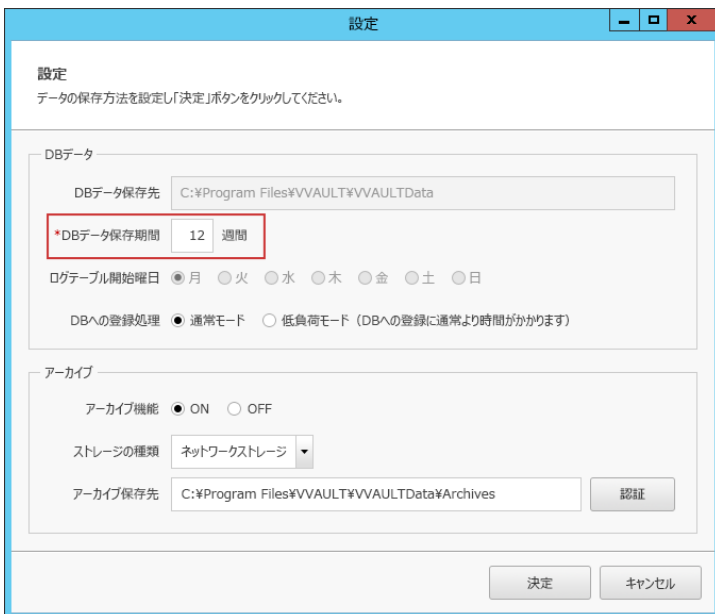 設定
設定
データの保存方法を設定し「決定」ボタンをクリックしてください。
DBデータ
DBデータ保存先 C:¥Program Files¥VVAULT¥VVAULTData
*DBデータ保存期間 12 週間
ログテーブル開始曜日 月 火 水 木 金 土 日
DBへの登録処理 通常モード 低負荷モード（DBへの登録に通常より時間がかかります）
アーカイブ
アーカイブ機能 ON OFF
ストレージの種類 ネットワークストレージ
アーカイブ保存先 C:¥Program Files¥VVAULT¥VVAULTData¥Archives 認証
決定 キャンセル